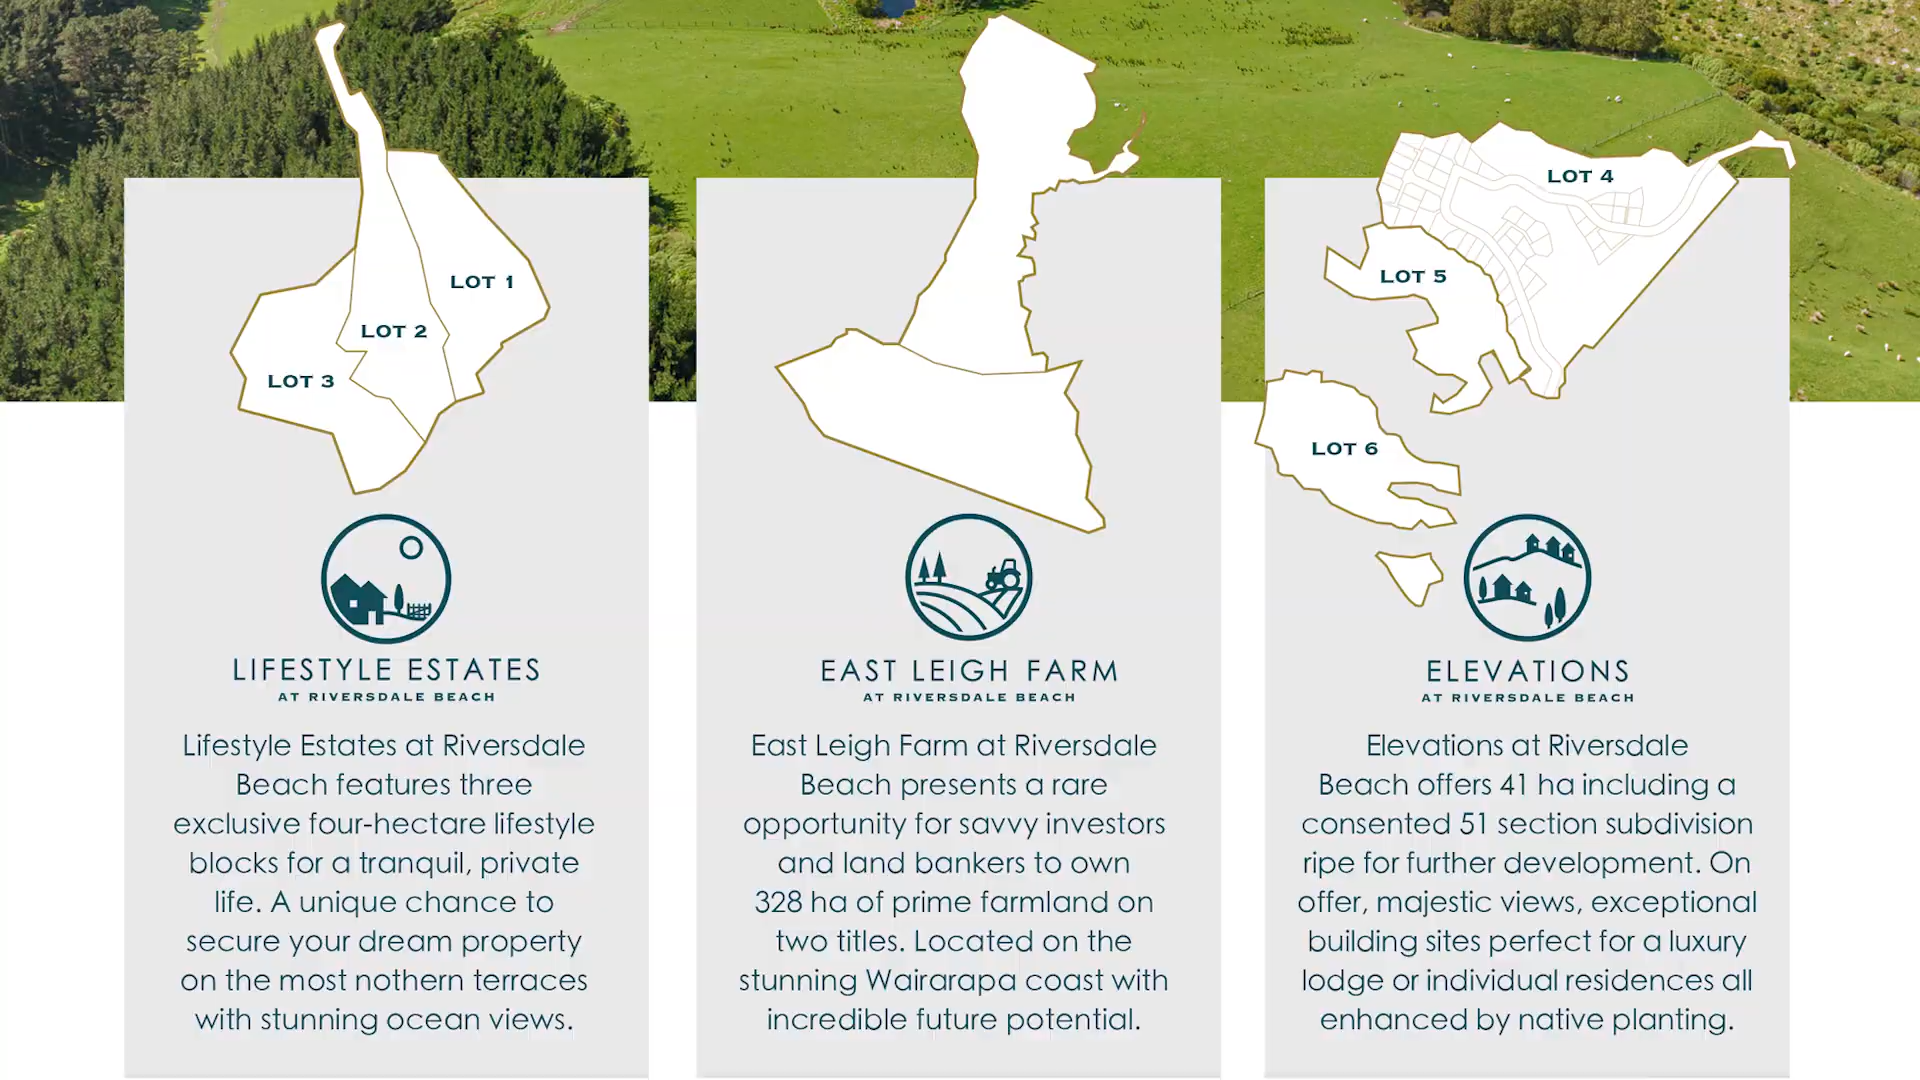 LOT 1
LOT 2
LOT 3
LIFESTYLE ESTATES
AT RIVERSDALE BEACH
Lifestyle Estates at Riversdale
Beach features three
exclusive four-hectare lifestyle
blocks for a tranquil, private
life. A unique chance to
secure your dream property
on the most nothern terraces
with stunning ocean views.
EAST LEIGH FARM
AT RIVERSDALE BEACH
East Leigh Farm at Riversdale
Beach presents a rare
opportunity for savvy investors
and land bankers to own
328 ha of prime farmland on
two titles. Located on the
stunning Wairarapa coast with
incredible future potential.
LOT 4
LOT 5
LOT 6
ELEVATIONS
AT RIVERSDALE BEACH
Elevations at Riversdale
Beach offers 41 ha including a
consented 51 section subdivision
ripe for further development. On
offer, majestic views, exceptional
building sites perfect for a luxury
lodge or individual residences all
enhanced by native planting.